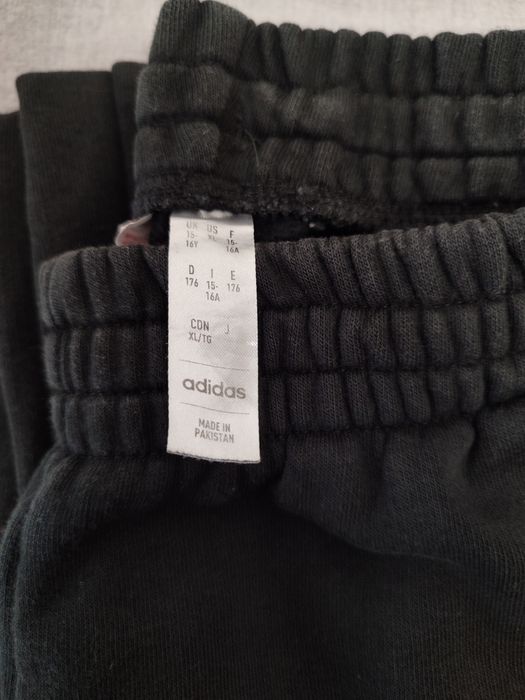 UK US F
15- XL 15-
16Y 16A
D I E
176 15- 176
16A
CDN J
XL/TG
adidas
MADE IN
PAKISTAN